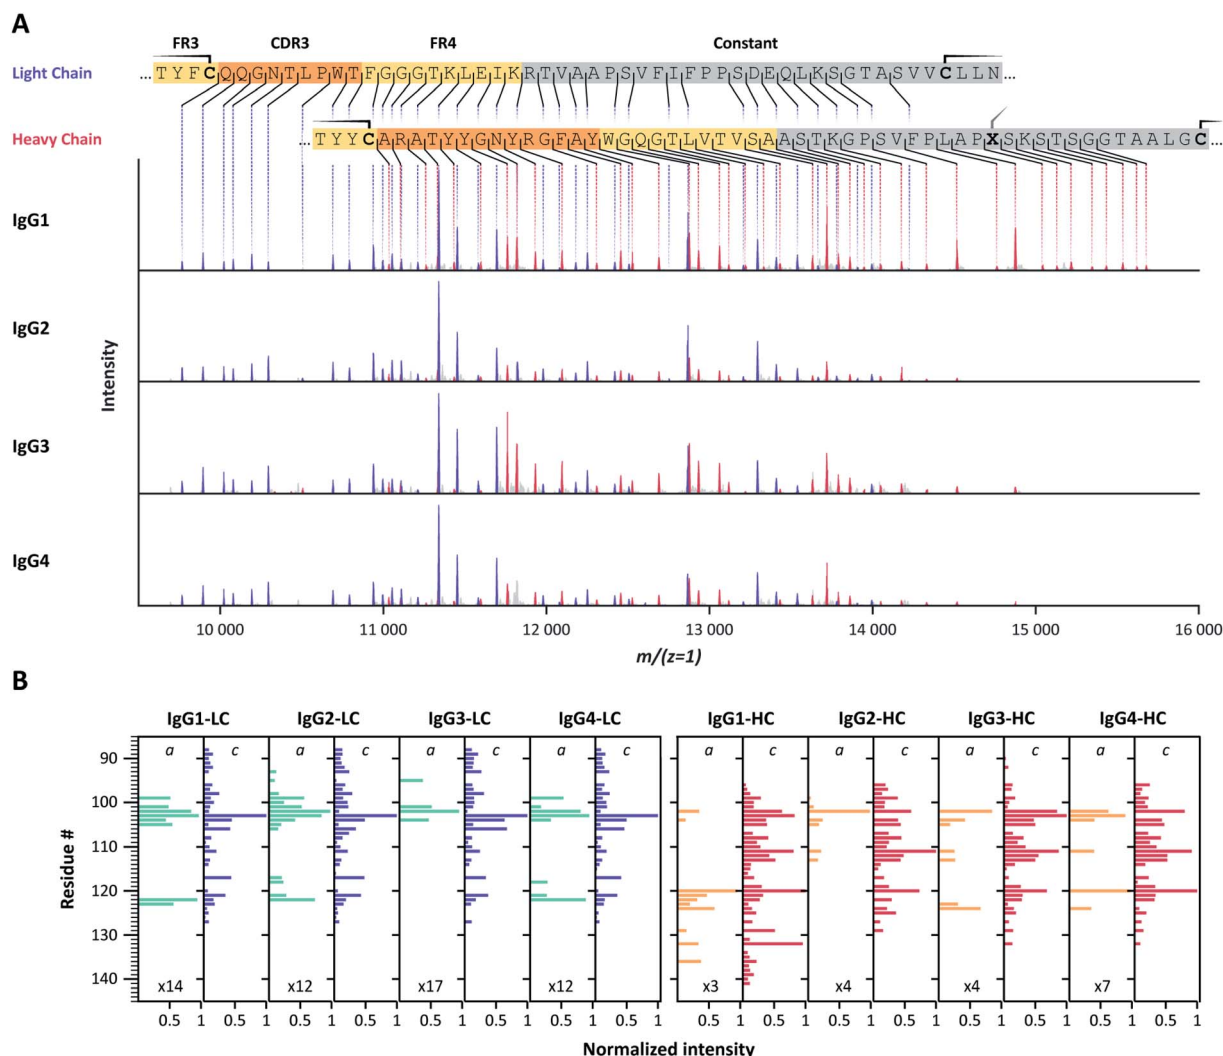 A
FR3 CDR3 FR4 Constant
Light Chain ...TYFCQQGNTLPWTFGGGTKLEIKRTVAAPSVFIFPPSDEQLKSGTASVVCLLN...
Heavy Chain ...TYYCARATYYGNYRGFAYWGQGTLVTVSAASTKGPSVFPLAPXSKSTSGGTAALGC...
IgG1
IgG2
IgG3
IgG4
Intensity
10 000 11 000 12 000 13 000 14 000 15 000 16 000
m/(z=1)
B
IgG1-LC IgG2-LC IgG3-LC IgG4-LC IgG1-HC IgG2-HC IgG3-HC IgG4-HC
a c a c a c a c a c a c a c a c
Residue #
90
100
110
120
130
140
x14 x12 x17 x12 x3 x4 x4 x7
0.5 1 0.5 1 0.5 1 0.5 1 0.5 1 0.5 1 0.5 1 0.5 1 0.5 1 0.5 1 0.5 1 0.5 1 0.5 1 0.5 1 0.5 1 0.5 1
Normalized intensity